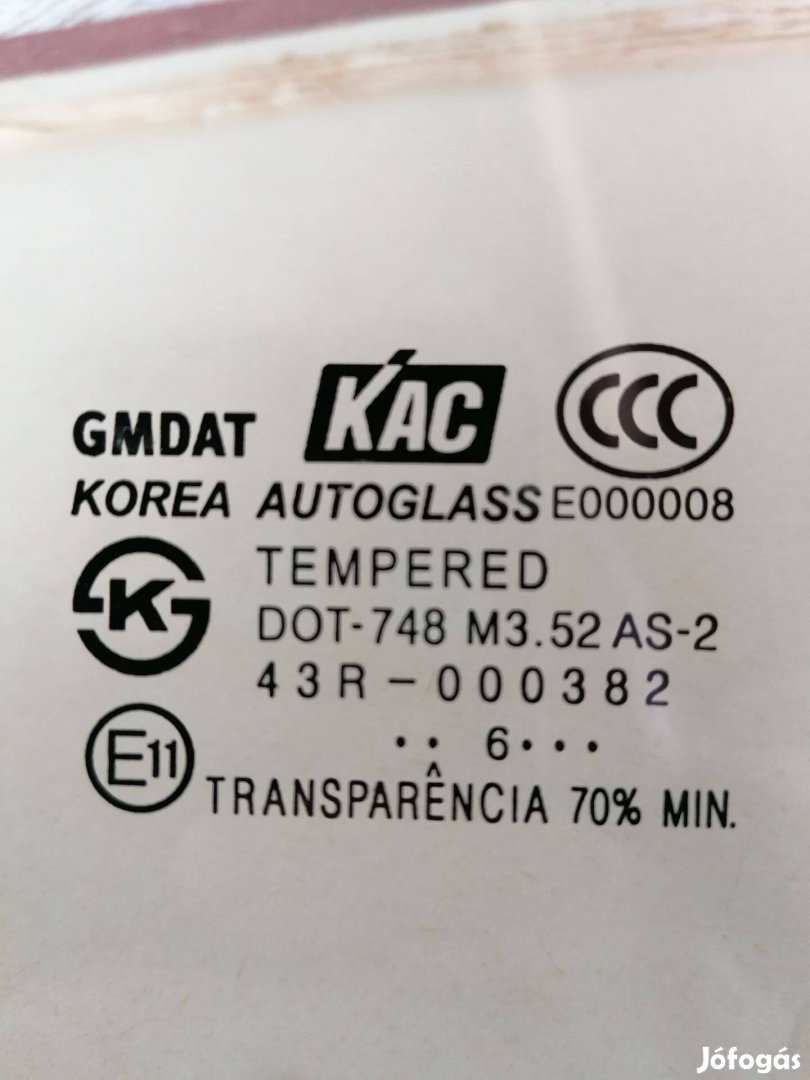 GMDAT KAC CCC
KOREA AUTOGLASS E000008
K TEMPERED
DOT-748 M3.52 AS-2
43R-000382
·· 6···
E11 TRANSPARÊNCIA 70% MIN.
Jófogás